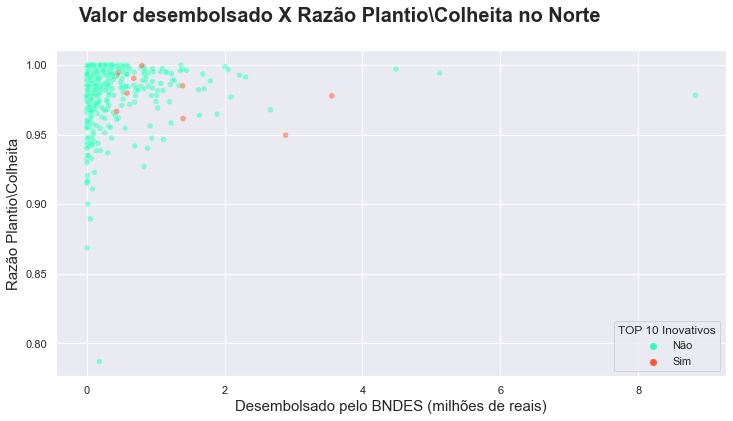 Valor desembolsado X Razão Plantio\Colheita no Norte
1.00
0.95
0.90
0.85
0.80
Razão Plantio\Colheita
0
2
4
6
8
Desembolsado pelo BNDES (milhões de reais)
TOP 10 Inovativos
Não
Sim